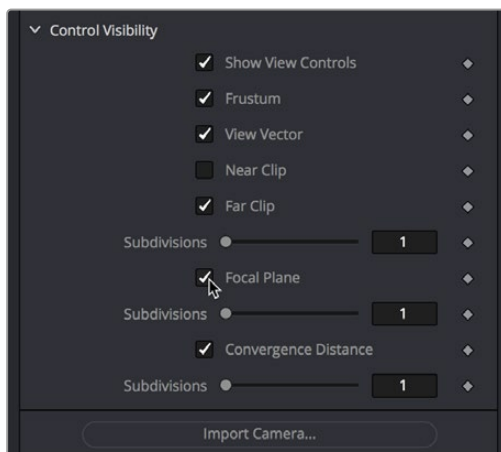 Control Visibility
Show View Controls
Frustum
View Vector
Near Clip
Far Clip
Subdivisions 1
Focal Plane
Subdivisions 1
Convergence Distance
Subdivisions 1
Import Camera...